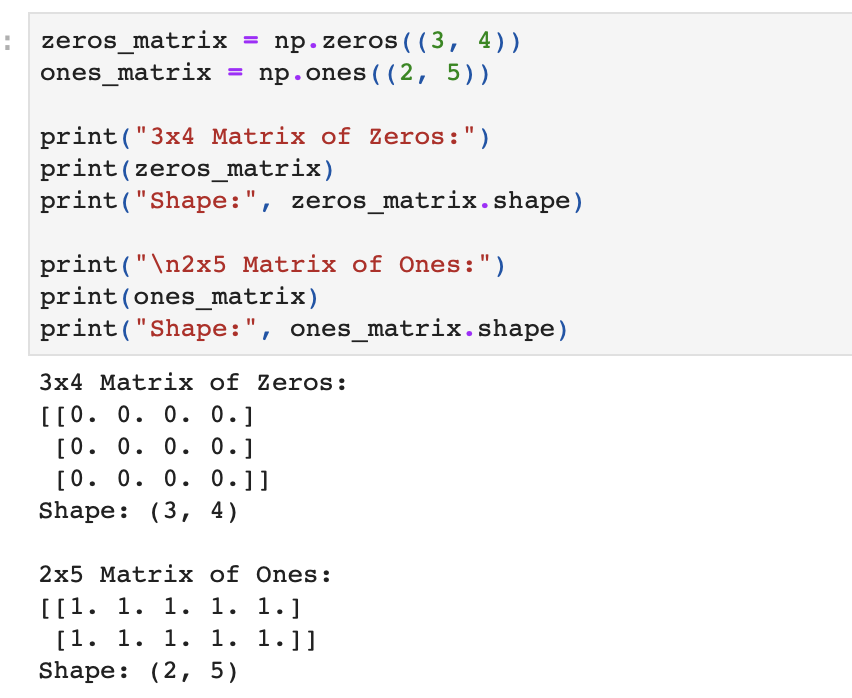 :
zeros_matrix = np.zeros((3, 4))
ones_matrix = np.ones((2, 5))
print("3x4 Matrix of Zeros:")
print(zeros_matrix)
print("Shape:", zeros_matrix.shape)
print("\n2x5 Matrix of Ones:")
print(ones_matrix)
print("Shape:", ones_matrix.shape)
3x4 Matrix of Zeros:
[[0. 0. 0. 0.]
 [0. 0. 0. 0.]
 [0. 0. 0. 0.]]
Shape: (3, 4)
2x5 Matrix of Ones:
[[1. 1. 1. 1. 1.]
 [1. 1. 1. 1. 1.]]
Shape: (2, 5)